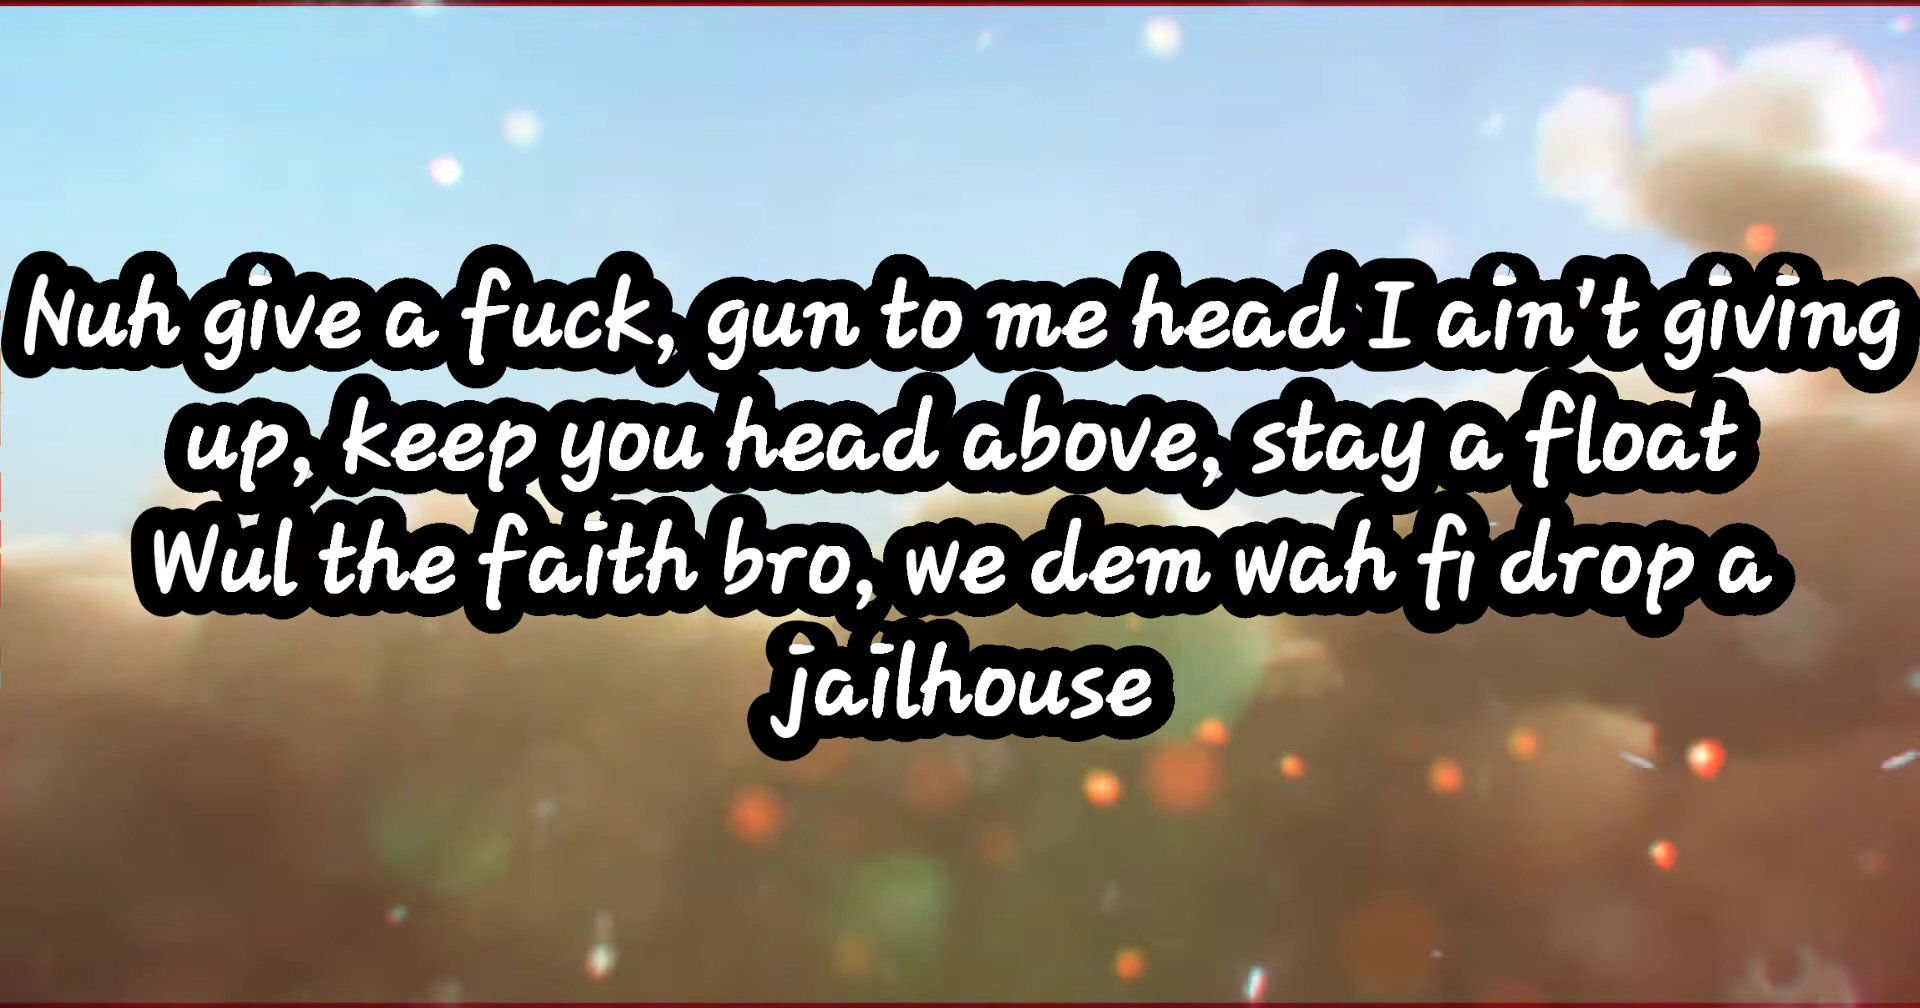 Nuh give a fuck, gun to me head I ain't giving
up, keep you head above, stay a float
Wul the faith bro, we dem wah fi drop a
jailhouse